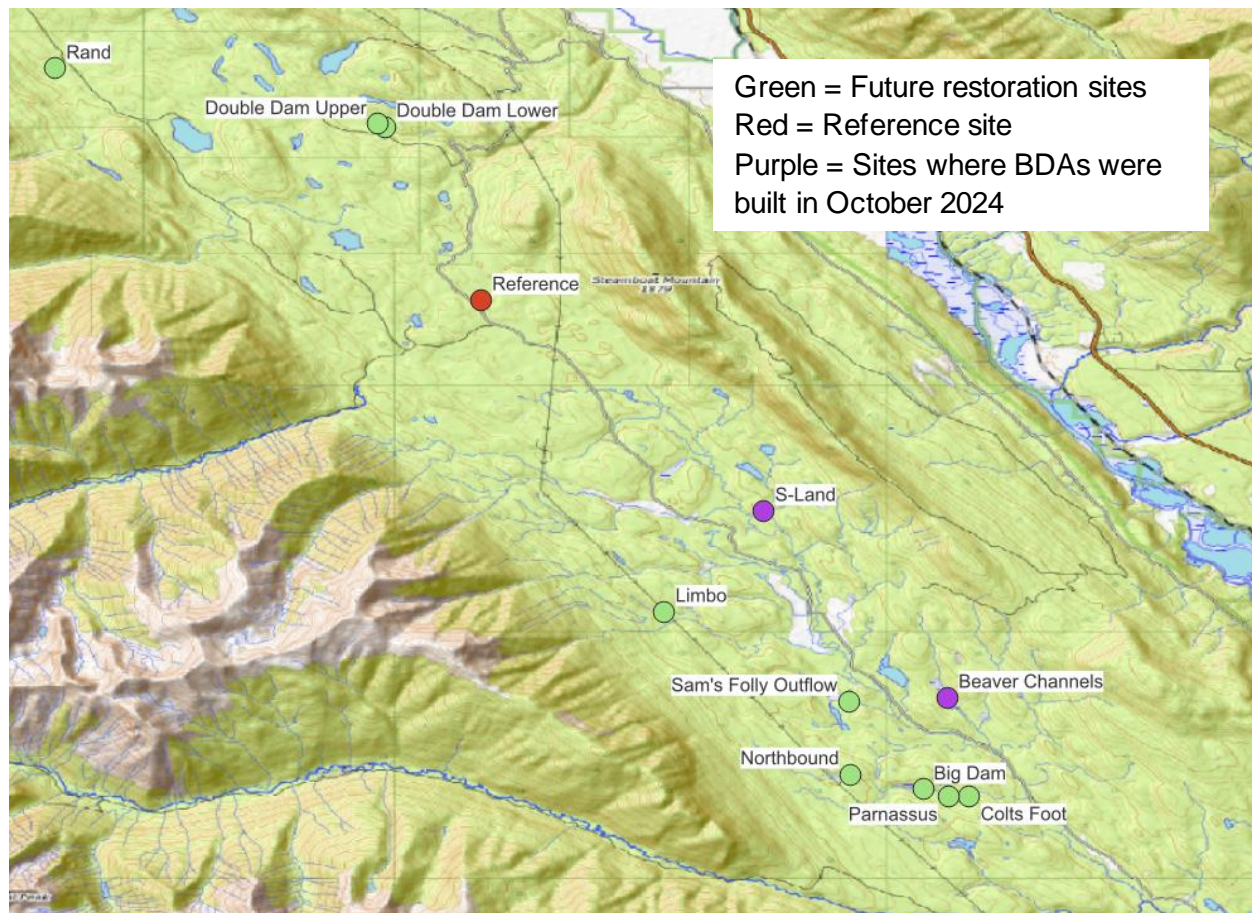 Rand
Double Dam Upper
Double Dam Lower
Green = Future restoration sites
Red = Reference site
Purple = Sites where BDAs were
built in October 2024
Reference
Steamboat Mountain
1879
S-Land
Limbo
Sam's Folly Outflow
Beaver Channels
Northbound
Big Dam
Parnassus
Colts Foot